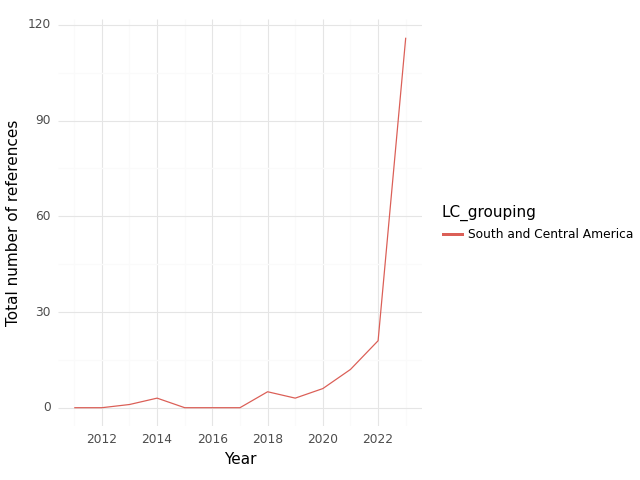 120
90
60
30
0
2012 2014 2016 2018 2020 2022
Year
Total number of references
LC_grouping
South and Central America